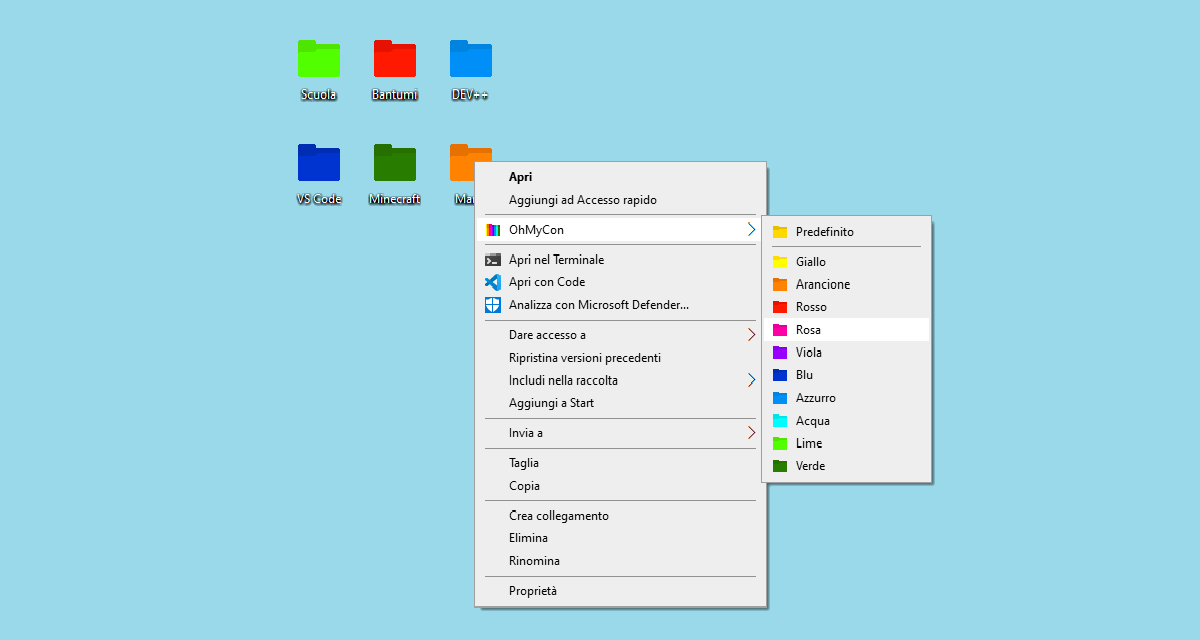 Scuola
Bantumi
DEV++
VS Code
Minecraft
Apri
Aggiungi ad Accesso rapido
OhMyCon
Apri nel Terminale
Apri con Code
Analizza con Microsoft Defender...
Dare accesso a
Ripristina versioni precedenti
Includi nella raccolta
Aggiungi a Start
Invia a
Taglia
Copia
Crea collegamento
Elimina
Rinomina
Proprietà
Predefinito
Giallo
Arancione
Rosso
Rosa
Viola
Blu
Azzurro
Acqua
Lime
Verde